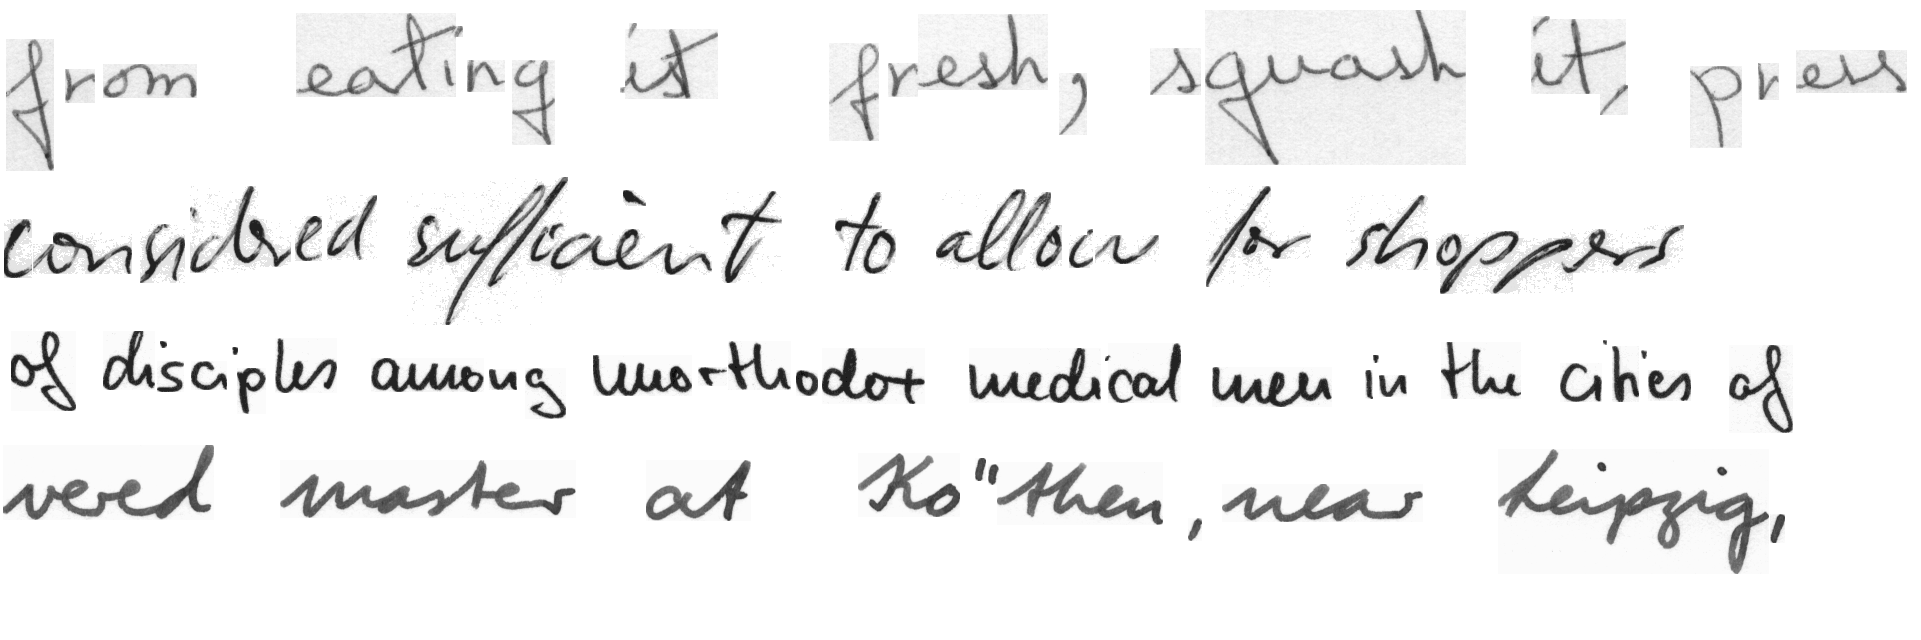 from eating it fresh, squash it, press
considered sufficient to allow for shoppers
of disciples among unorthodox medical men in the cities of
vered master at Ko"then, near Leipzig,